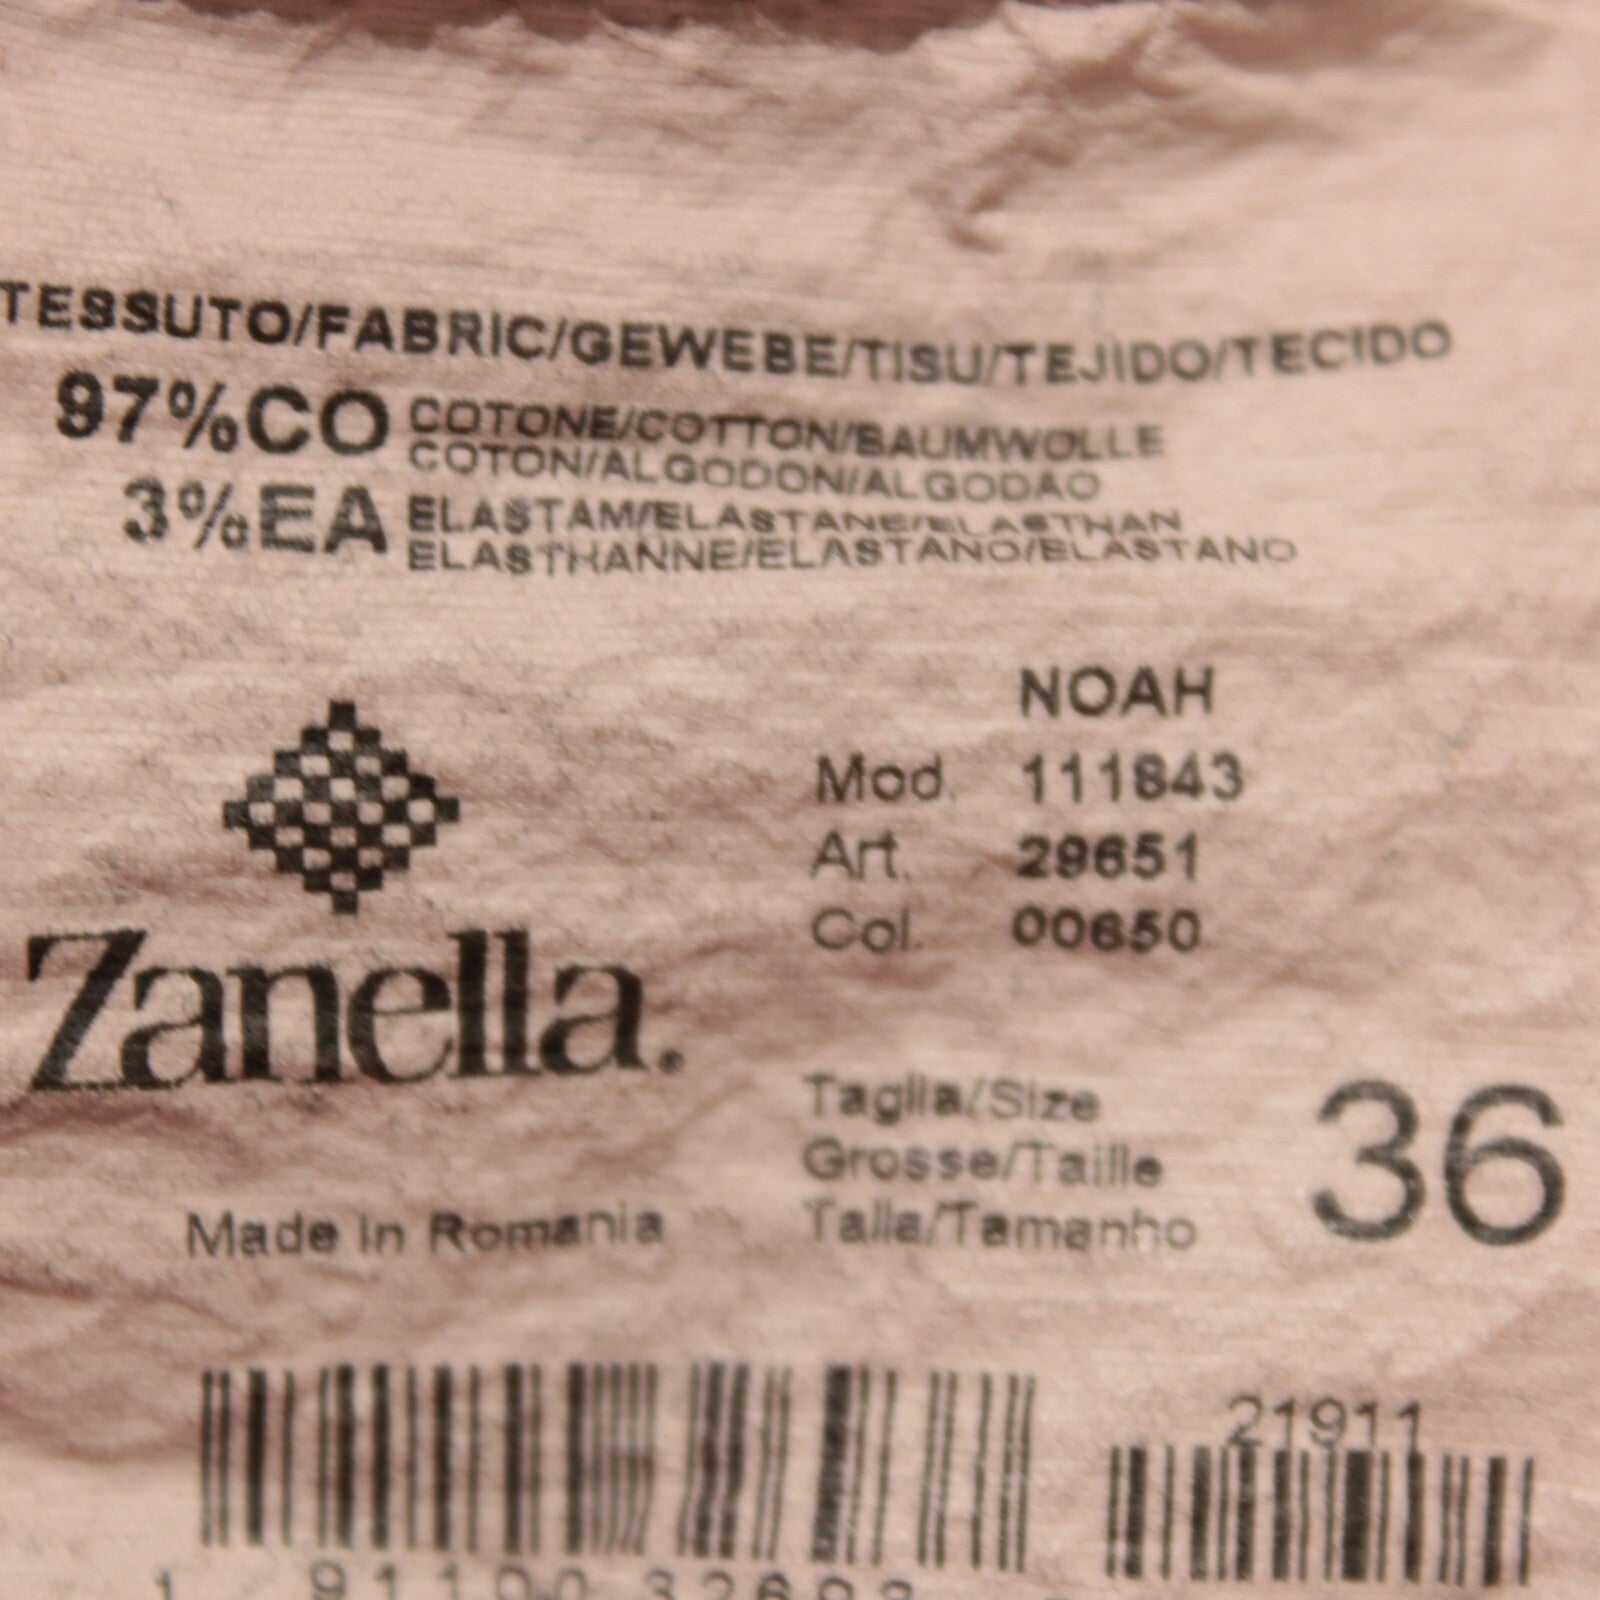 TESSUTO/FABRIC/GEWEBE/TISU/TEJIDO/TECIDO
97%CO COTONE/COTTON/BAUMWOLLE
COTON/ALGODON/ALGODAO
3%EA ELASTAM/ELASTANE/ELASTHAN
ELASTHANNE/ELASTANO/ELASTANO
NOAH
Mod. 111843
Art. 29651
Col. 00650
Zanella.
Made In Romania
Taglia/Size
Grosse/Taille
Talla/Tamanho
36
21911